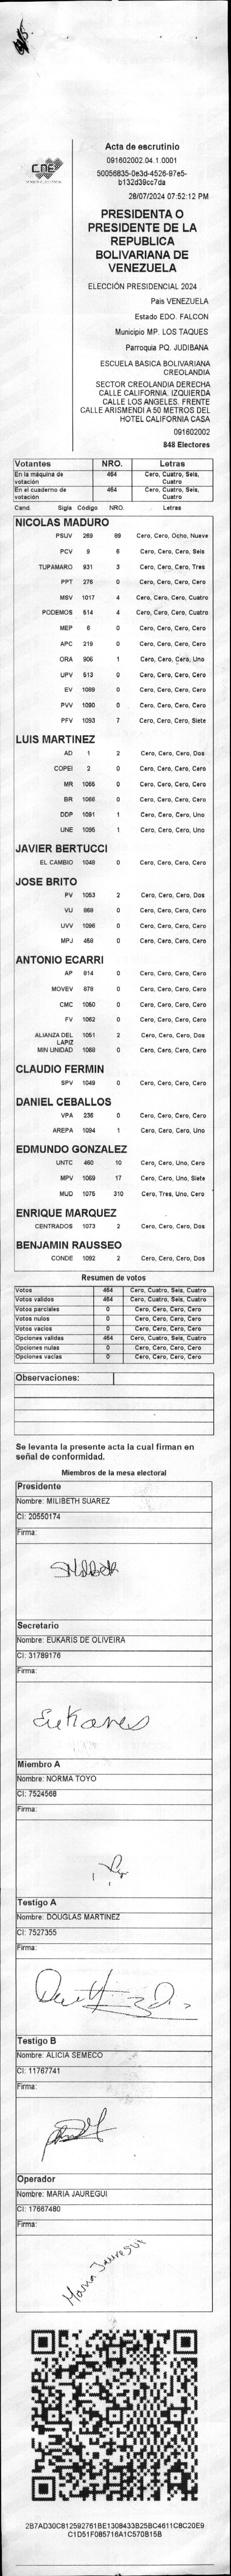 CNE
Acta de escrutinio
091602002.04.1.0001
50056835-0e3d-4526-97e5-
b132d39cc7da
28/07/2024 07:52:12 PM
PRESIDENTA O
PRESIDENTE DE LA
REPUBLICA
BOLIVARIANA DE
VENEZUELA
ELECCIÓN PRESIDENCIAL 2024
País VENEZUELA
Estado EDO. FALCON
Municipio MP. LOS TAQUES
Parroquia PQ. JUDIBANA
ESCUELA BASICA BOLIVARIANA
CREOLANDIA
SECTOR CREOLANDIA DERECHA
CALLE CALIFORNIA. IZQUIERDA
CALLE LOS ANGELES. FRENTE
CALLE ARISMENDI A 50 METROS DEL
HOTEL CALIFORNIA CASA
091602002
848 Electores
Votantes NRO. Letras
En la máquina de votación 464 Cero, Cuatro, Seis, Cuatro
En el cuaderno de votación 464 Cero, Cuatro, Seis, Cuatro
Cand. Sigla Código NRO. Letras
NICOLAS MADURO
PSUV 269 89 Cero, Cero, Ocho, Nueve
PCV 9 6 Cero, Cero, Cero, Seis
TUPAMARO 931 3 Cero, Cero, Cero, Tres
PPT 276 0 Cero, Cero, Cero, Cero
MSV 1017 4 Cero, Cero, Cero, Cuatro
PODEMOS 514 4 Cero, Cero, Cero, Cuatro
MEP 6 0 Cero, Cero, Cero, Cero
APC 219 0 Cero, Cero, Cero, Cero
ORA 906 1 Cero, Cero, Cero, Uno
UPV 513 0 Cero, Cero, Cero, Cero
EV 1089 0 Cero, Cero, Cero, Cero
PVV 1090 0 Cero, Cero, Cero, Cero
PFV 1093 7 Cero, Cero, Cero, Siete
LUIS MARTINEZ
AD 1 2 Cero, Cero, Cero, Dos
COPEI 2 0 Cero, Cero, Cero, Cero
MR 1065 0 Cero, Cero, Cero, Cero
BR 1066 0 Cero, Cero, Cero, Cero
DDP 1091 1 Cero, Cero, Cero, Uno
UNE 1095 1 Cero, Cero, Cero, Uno
JAVIER BERTUCCI
EL CAMBIO 1048 0 Cero, Cero, Cero, Cero
JOSE BRITO
PV 1053 2 Cero, Cero, Cero, Dos
VU 868 0 Cero, Cero, Cero, Cero
UVV 1096 0 Cero, Cero, Cero, Cero
MPJ 458 0 Cero, Cero, Cero, Cero
ANTONIO ECARRI
AP 814 0 Cero, Cero, Cero, Cero
MOVEV 878 0 Cero, Cero, Cero, Cero
CMC 1050 0 Cero, Cero, Cero, Cero
FV 1062 0 Cero, Cero, Cero, Cero
ALIANZA DEL LAPIZ 1051 2 Cero, Cero, Cero, Dos
MIN UNIDAD 1068 0 Cero, Cero, Cero, Cero
CLAUDIO FERMIN
SPV 1049 0 Cero, Cero, Cero, Cero
DANIEL CEBALLOS
VPA 236 0 Cero, Cero, Cero, Cero
AREPA 1094 1 Cero, Cero, Cero, Uno
EDMUNDO GONZALEZ
UNTC 460 10 Cero, Cero, Uno, Cero
MPV 1069 17 Cero, Cero, Uno, Siete
MUD 1075 310 Cero, Tres, Uno, Cero
ENRIQUE MARQUEZ
CENTRADOS 1073 2 Cero, Cero, Cero, Dos
BENJAMIN RAUSSEO
CONDE 1092 2 Cero, Cero, Cero, Dos
Resumen de votos
Votos 464 Cero, Cuatro, Seis, Cuatro
Votos validos 464 Cero, Cuatro, Seis, Cuatro
Votos parciales 0 Cero, Cero, Cero, Cero
Votos nulos 0 Cero, Cero, Cero, Cero
Votos vacios 0 Cero, Cero, Cero, Cero
Opciones validas 464 Cero, Cuatro, Seis, Cuatro
Opciones nulas 0 Cero, Cero, Cero, Cero
Opciones vacias 0 Cero, Cero, Cero, Cero
Observaciones:
Se levanta la presente acta la cual firman en
señal de conformidad.
Miembros de la mesa electoral
Presidente
Nombre: MILIBETH SUAREZ
CI: 20550174
Firma:
Secretario
Nombre: EUKARIS DE OLIVEIRA
CI: 31789176
Firma:
Eukares
Miembro A
Nombre: NORMA TOYO
CI: 7524568
Firma:
Testigo A
Nombre: DOUGLAS MARTINEZ
CI: 7527355
Firma:
Testigo B
Nombre: ALICIA SEMECO
CI: 11767741
Firma:
Operador
Nombre: MARIA JAUREGUI
CI: 17667480
Firma:
Maria Jauregui
2B7AD30C812592761BE1308433B25BC4611C8C20E9
C1D51F085716A1C570B15B